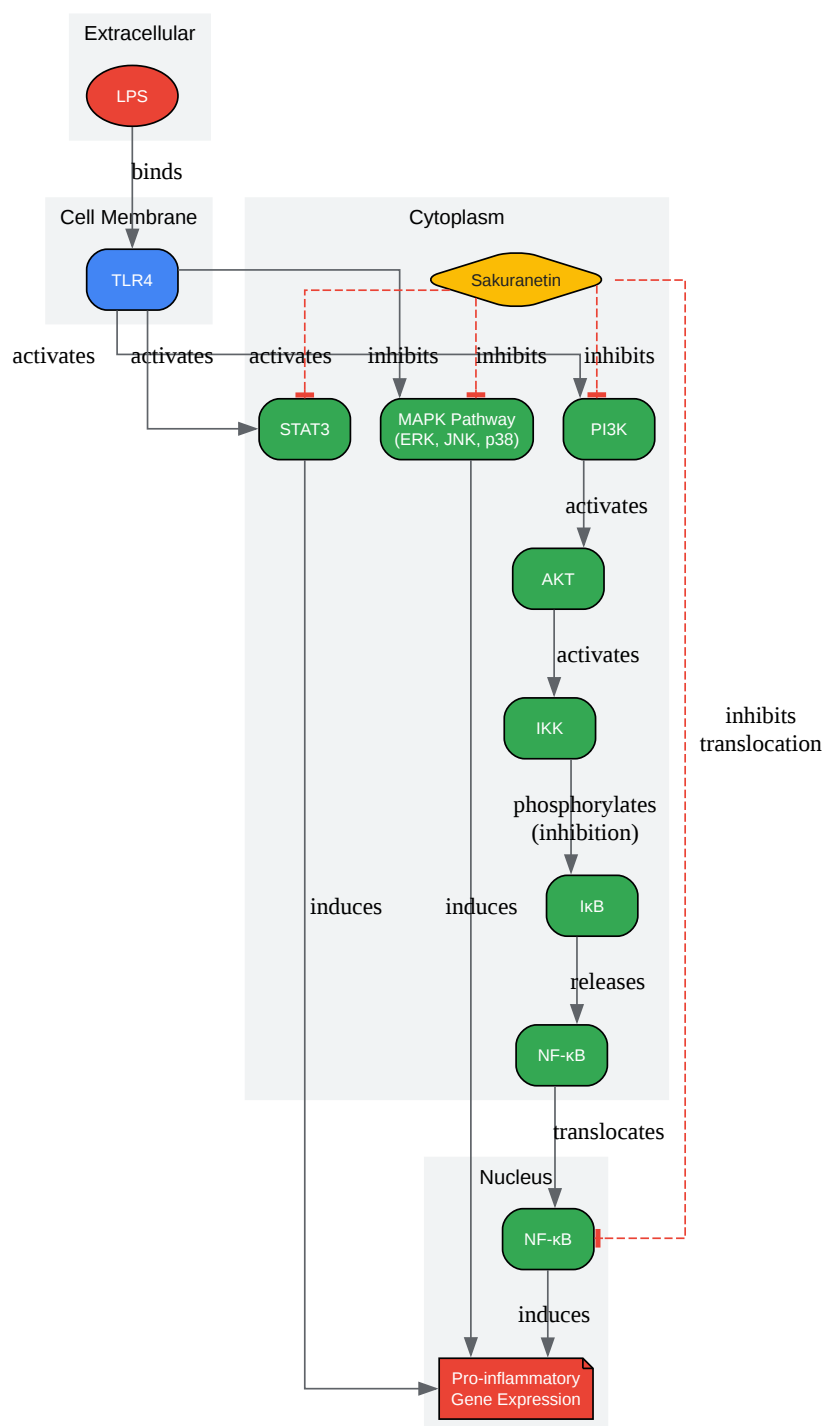 Extracellular
LPS
binds
Cell Membrane
Cytoplasm
TLR4
Sakuranetin
activates
activates
activates
inhibits
inhibits
inhibits
STAT3
MAPK Pathway
(ERK, JNK, p38)
PI3K
activates
AKT
activates
IKK
inhibits
translocation
phosphorylates
(inhibition)
IκB
induces
induces
releases
NF-κB
translocates
Nucleus
NF-κB
induces
Pro-inflammatory
Gene Expression